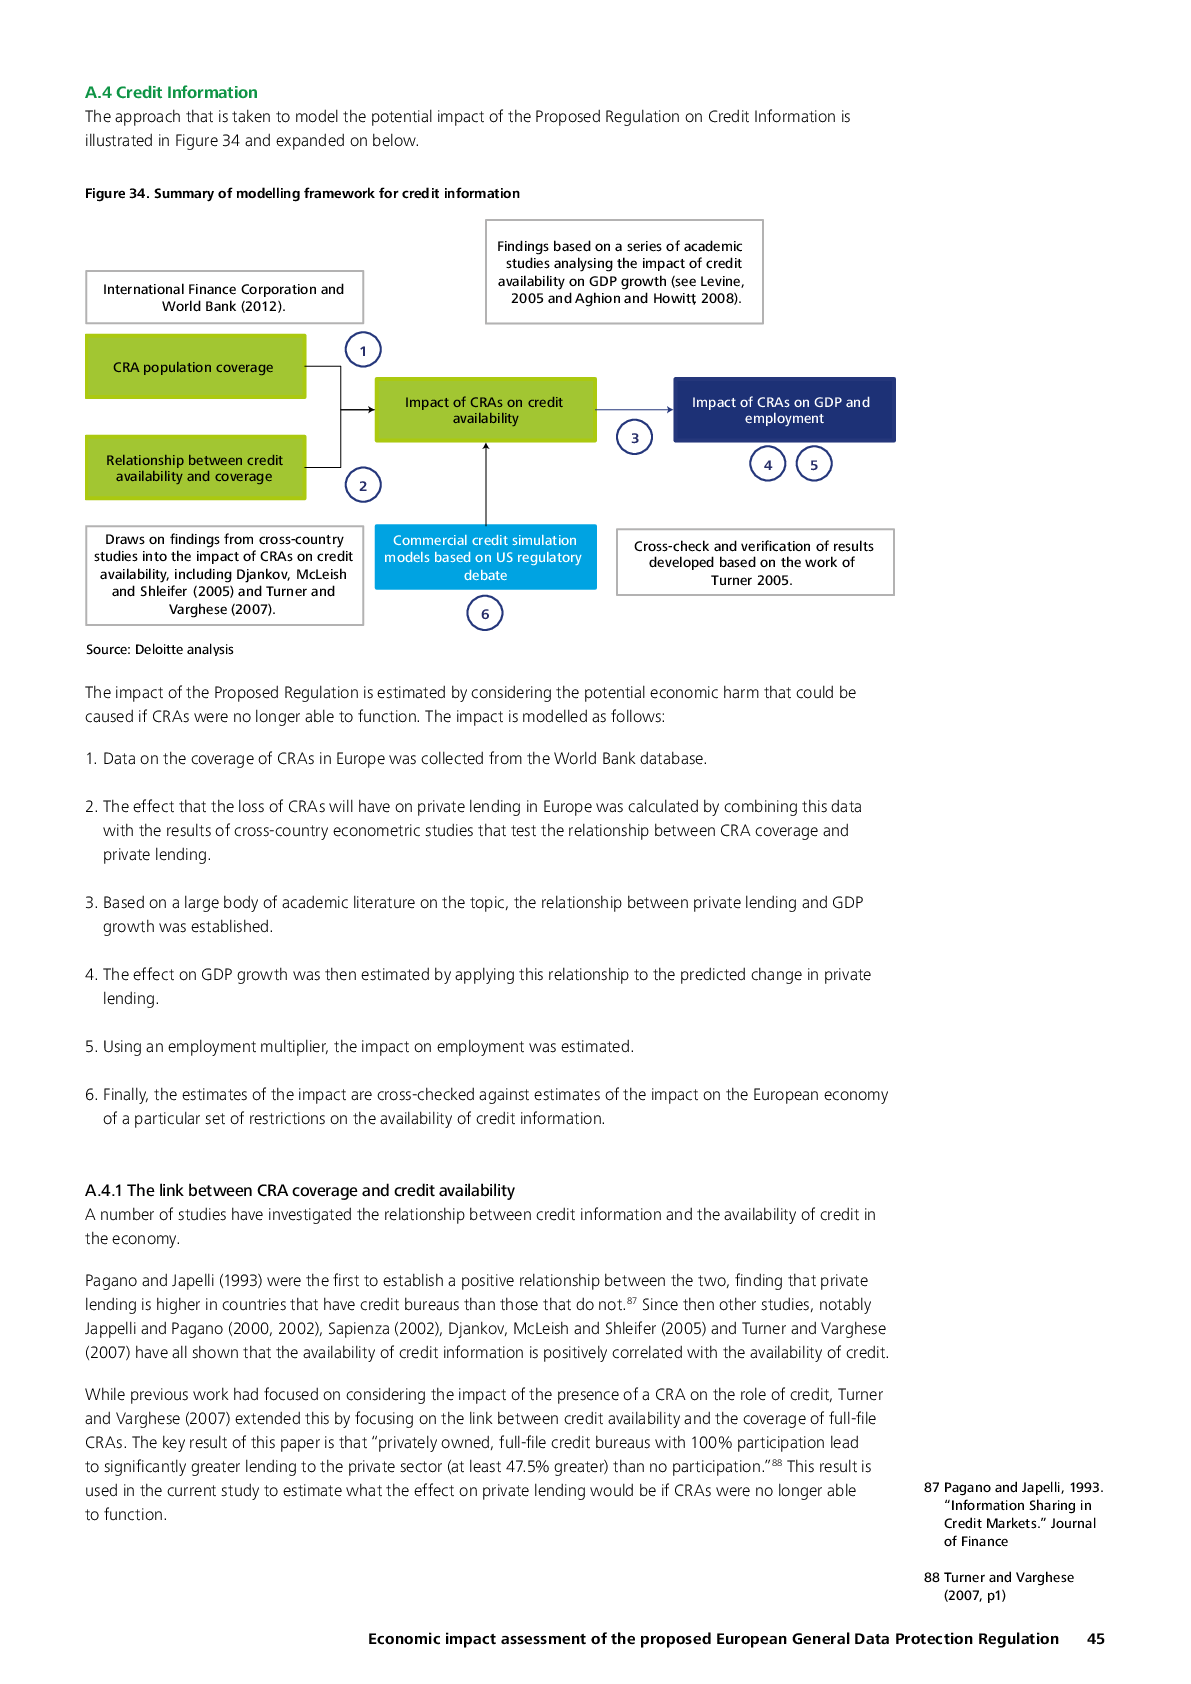 A.4 Credit Information
The approach that is taken to model the potential impact of the Proposed Regulation on Credit Information is
illustrated in Figure 34 and expanded on below.
Figure 34. Summary of modelling framework for credit information
Findings based on a series of academic
studies analysing the impact of credit
availability on GDP growth (see Levine,
2005 and Aghion and Howitt, 2008).
International Finance Corporation and
World Bank (2012).
1
CRA population coverage
Impact of CRAs on credit
availability
Impact of CRAs on GDP and
employment
3
4
5
Relationship between credit
availability and coverage
2
Draws on findings from cross-country
studies into the impact of CRAs on credit
availability, including Djankov, McLeish
and Shleifer (2005) and Turner and
Varghese (2007).
Commercial credit simulation
models based on US regulatory
debate
6
Cross-check and verification of results
developed based on the work of
Turner 2005.
Source: Deloitte analysis
The impact of the Proposed Regulation is estimated by considering the potential economic harm that could be
caused if CRAs were no longer able to function. The impact is modelled as follows:
1. Data on the coverage of CRAs in Europe was collected from the World Bank database.
2. The effect that the loss of CRAs will have on private lending in Europe was calculated by combining this data
with the results of cross-country econometric studies that test the relationship between CRA coverage and
private lending.
3. Based on a large body of academic literature on the topic, the relationship between private lending and GDP
growth was established.
4. The effect on GDP growth was then estimated by applying this relationship to the predicted change in private
lending.
5. Using an employment multiplier, the impact on employment was estimated.
6. Finally, the estimates of the impact are cross-checked against estimates of the impact on the European economy
of a particular set of restrictions on the availability of credit information.
A.4.1 The link between CRA coverage and credit availability
A number of studies have investigated the relationship between credit information and the availability of credit in
the economy.
Pagano and Japelli (1993) were the first to establish a positive relationship between the two, finding that private
lending is higher in countries that have credit bureaus than those that do not.87 Since then other studies, notably
Jappelli and Pagano (2000, 2002), Sapienza (2002), Djankov, McLeish and Shleifer (2005) and Turner and Varghese
(2007) have all shown that the availability of credit information is positively correlated with the availability of credit.
While previous work had focused on considering the impact of the presence of a CRA on the role of credit, Turner
and Varghese (2007) extended this by focusing on the link between credit availability and the coverage of full-file
CRAs. The key result of this paper is that “privately owned, full-file credit bureaus with 100% participation lead
to significantly greater lending to the private sector (at least 47.5% greater) than no participation.”88 This result is
used in the current study to estimate what the effect on private lending would be if CRAs were no longer able
to function.
87 Pagano and Japelli, 1993.
“Information Sharing in
Credit Markets.” Journal
of Finance
88 Turner and Varghese
(2007, p1)
Economic impact assessment of the proposed European General Data Protection Regulation 45